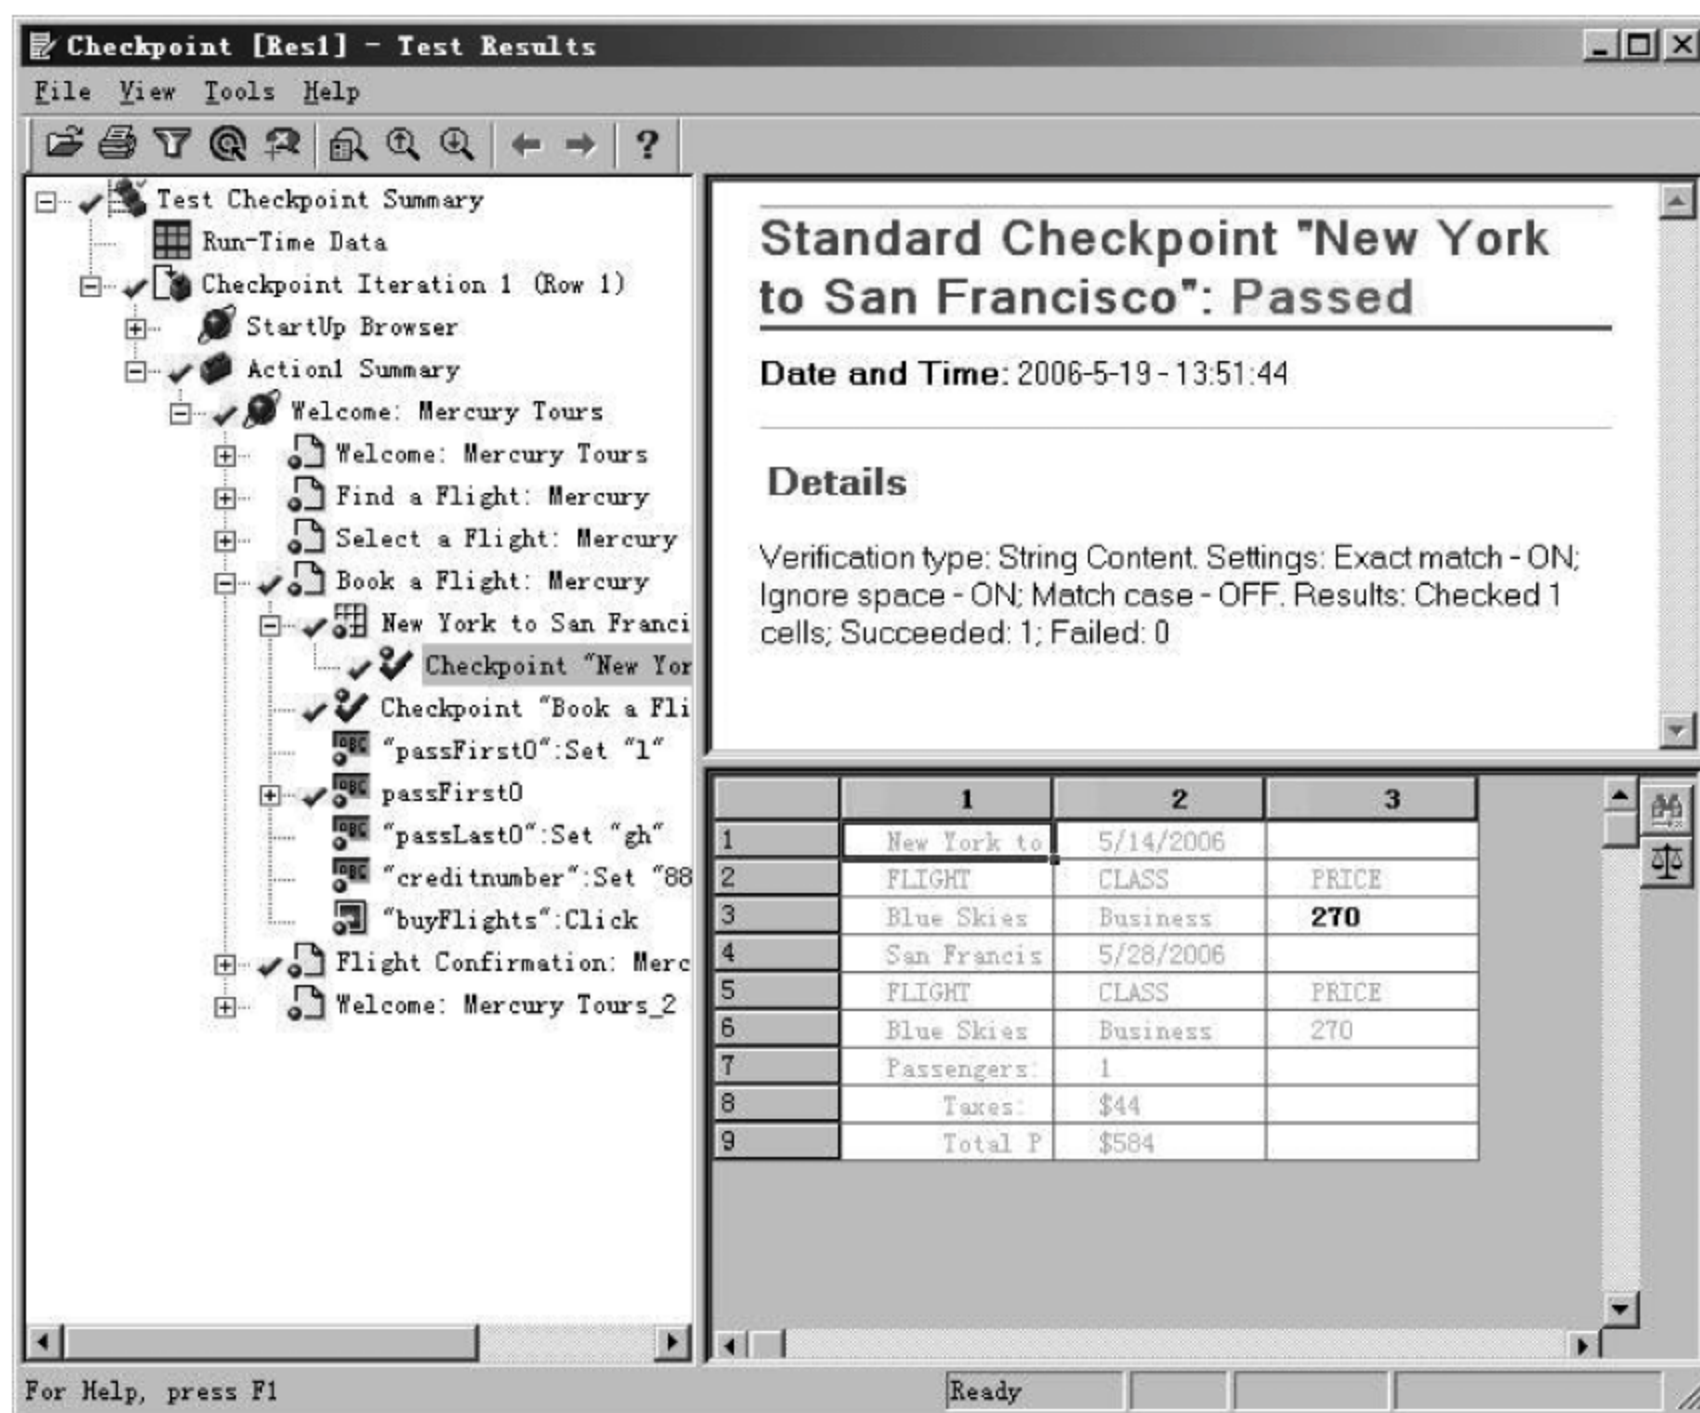 Checkpoint [Res1] - Test Results
File View Tools Help
Test Checkpoint Summary
Run-Time Data
Checkpoint Iteration 1 (Row 1)
StartUp Browser
Action1 Summary
Welcome: Mercury Tours
Welcome: Mercury Tours
Find a Flight: Mercury
Select a Flight: Mercury
Book a Flight: Mercury
New York to San Franci
Checkpoint "New Yor
Checkpoint "Book a Fli
"passFirst0":Set "l"
passFirst0
"passLast0":Set "gh"
"creditnumber":Set "88
"buyFlights":Click
Flight Confirmation: Merc
Welcome: Mercury Tours_2
Standard Checkpoint "New York
to San Francisco": Passed
Date and Time: 2006-5-19 - 13:51:44
Details
Verification type: String Content. Settings: Exact match - ON;
Ignore space - ON; Match case - OFF. Results: Checked 1
cells; Succeeded: 1; Failed: 0
1 2 3
1 New York to 5/14/2006
2 FLIGHT CLASS PRICE
3 Blue Skies Business 270
4 San Francis 5/28/2006
5 FLIGHT CLASS PRICE
6 Blue Skies Business 270
7 Passengers: 1
8 Taxes: $44
9 Total P $584
For Help, press F1
Ready